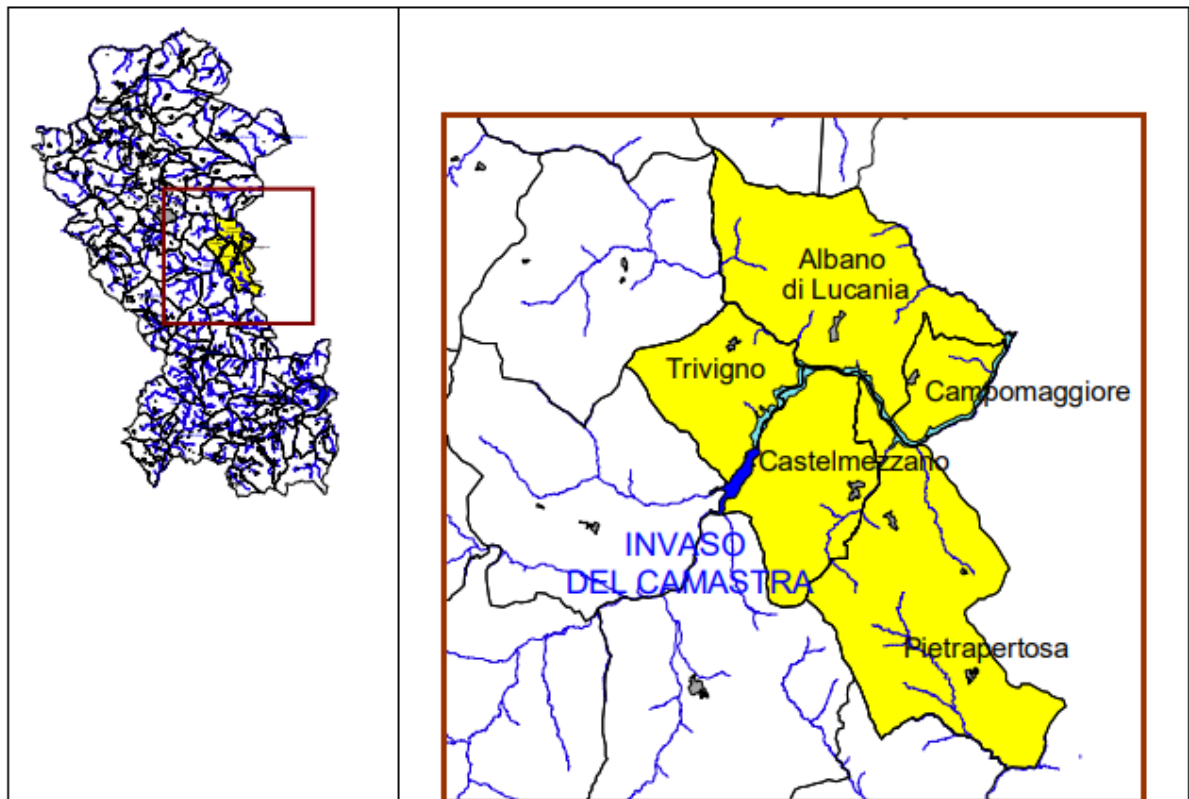 Albano
di Lucania
Trivigno
Campomaggiore
Castelmezzano
INVASO
DEL CAMASTRA
Pietrapertosa